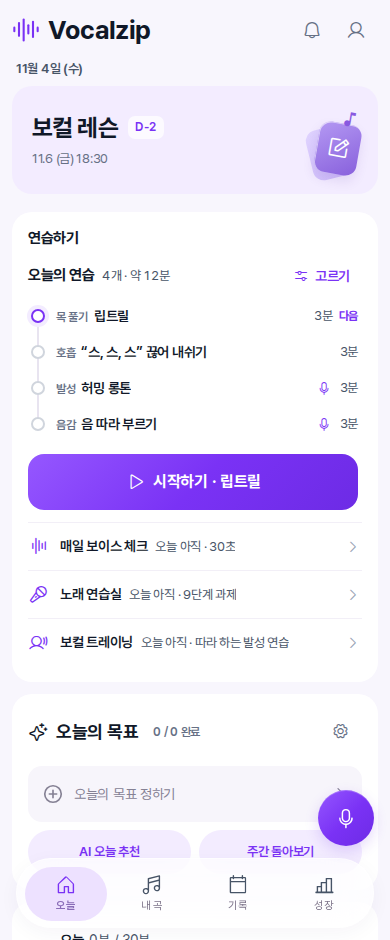 Vocalzip
11월 4일 (수)
보컬 레슨 D-2
11.6 (금) 18:30
연습하기
오늘의 연습 4개 · 약 12분 고르기
목 풀기 립트릴 3분 다음
호흡 “스, 스, 스” 끊어 내쉬기 3분
발성 허밍 롱톤 3분
음감 음 따라 부르기 3분
시작하기 · 립트릴
매일 보이스 체크 오늘 아직 · 30초
노래 연습실 오늘 아직 · 9단계 과제
보컬 트레이닝 오늘 아직 · 따라 하는 발성 연습
오늘의 목표 0 / 0 완료
오늘의 목표 정하기
AI 오늘 추천 주간 돌아보기
오늘 내 곡 기록 성장
오늘 0분 / 30분